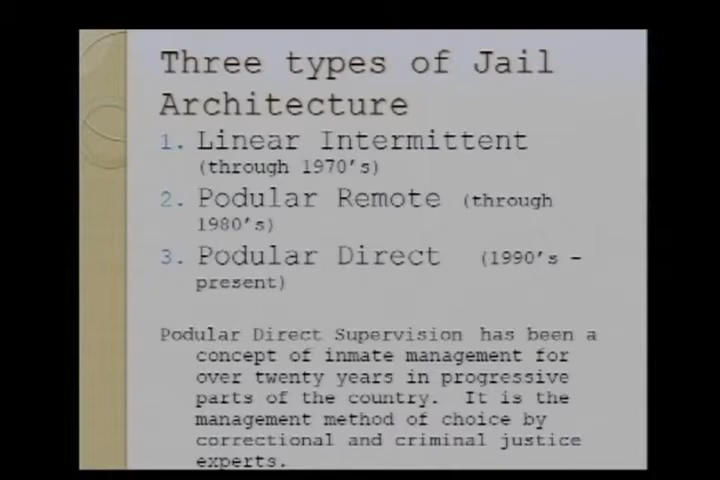 Three types of Jail
Architecture
1. Linear Intermittent
(through 1970's)
2. Podular Remote (through
1980's)
3. Podular Direct (1990's –
present)
Podular Direct Supervision has been a
concept of inmate management for
over twenty years in progressive
parts of the country. It is the
management method of choice by
correctional and criminal justice
experts.